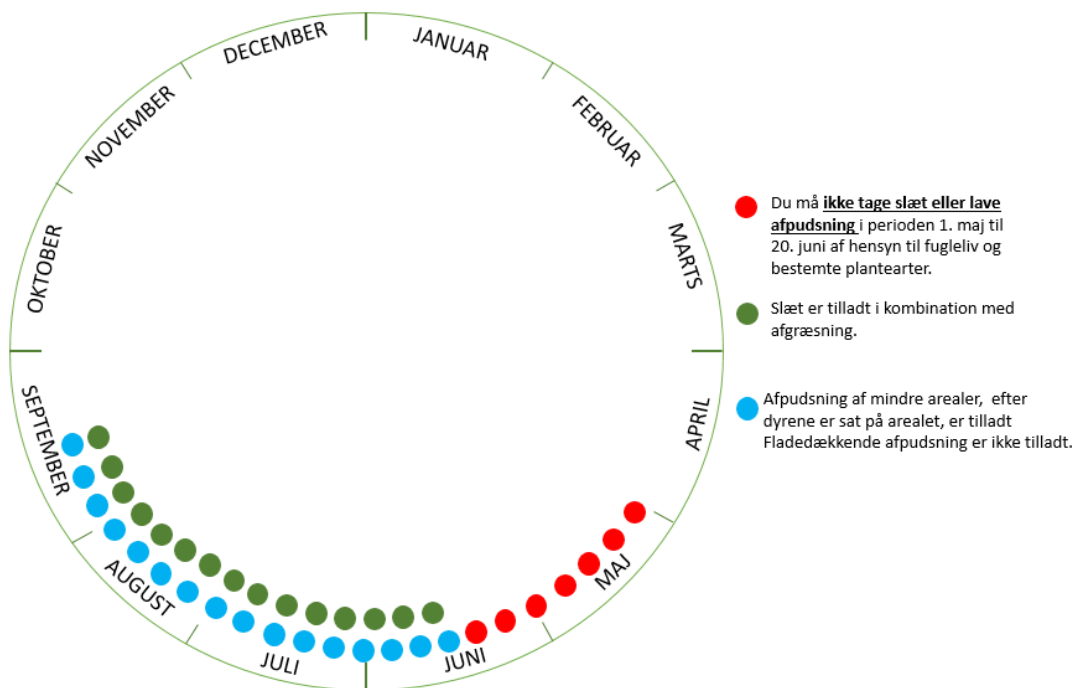 JANUAR
FEBRUAR
MARTS
APRIL
MAJ
JUNI
JULI
AUGUST
SEPTEMBER
OKTOBER
NOVEMBER
DECEMBER
Du må ikke tage slæt eller lave
afpudsning i perioden 1. maj til
20. juni af hensyn til fugleliv og
bestemte plantearter.
Slæt er tilladt i kombination med
afgræsning.
Afpudsning af mindre arealer, efter
dyrene er sat på arealet, er tilladt
Fladedækkende afpudsning er ikke tilladt.